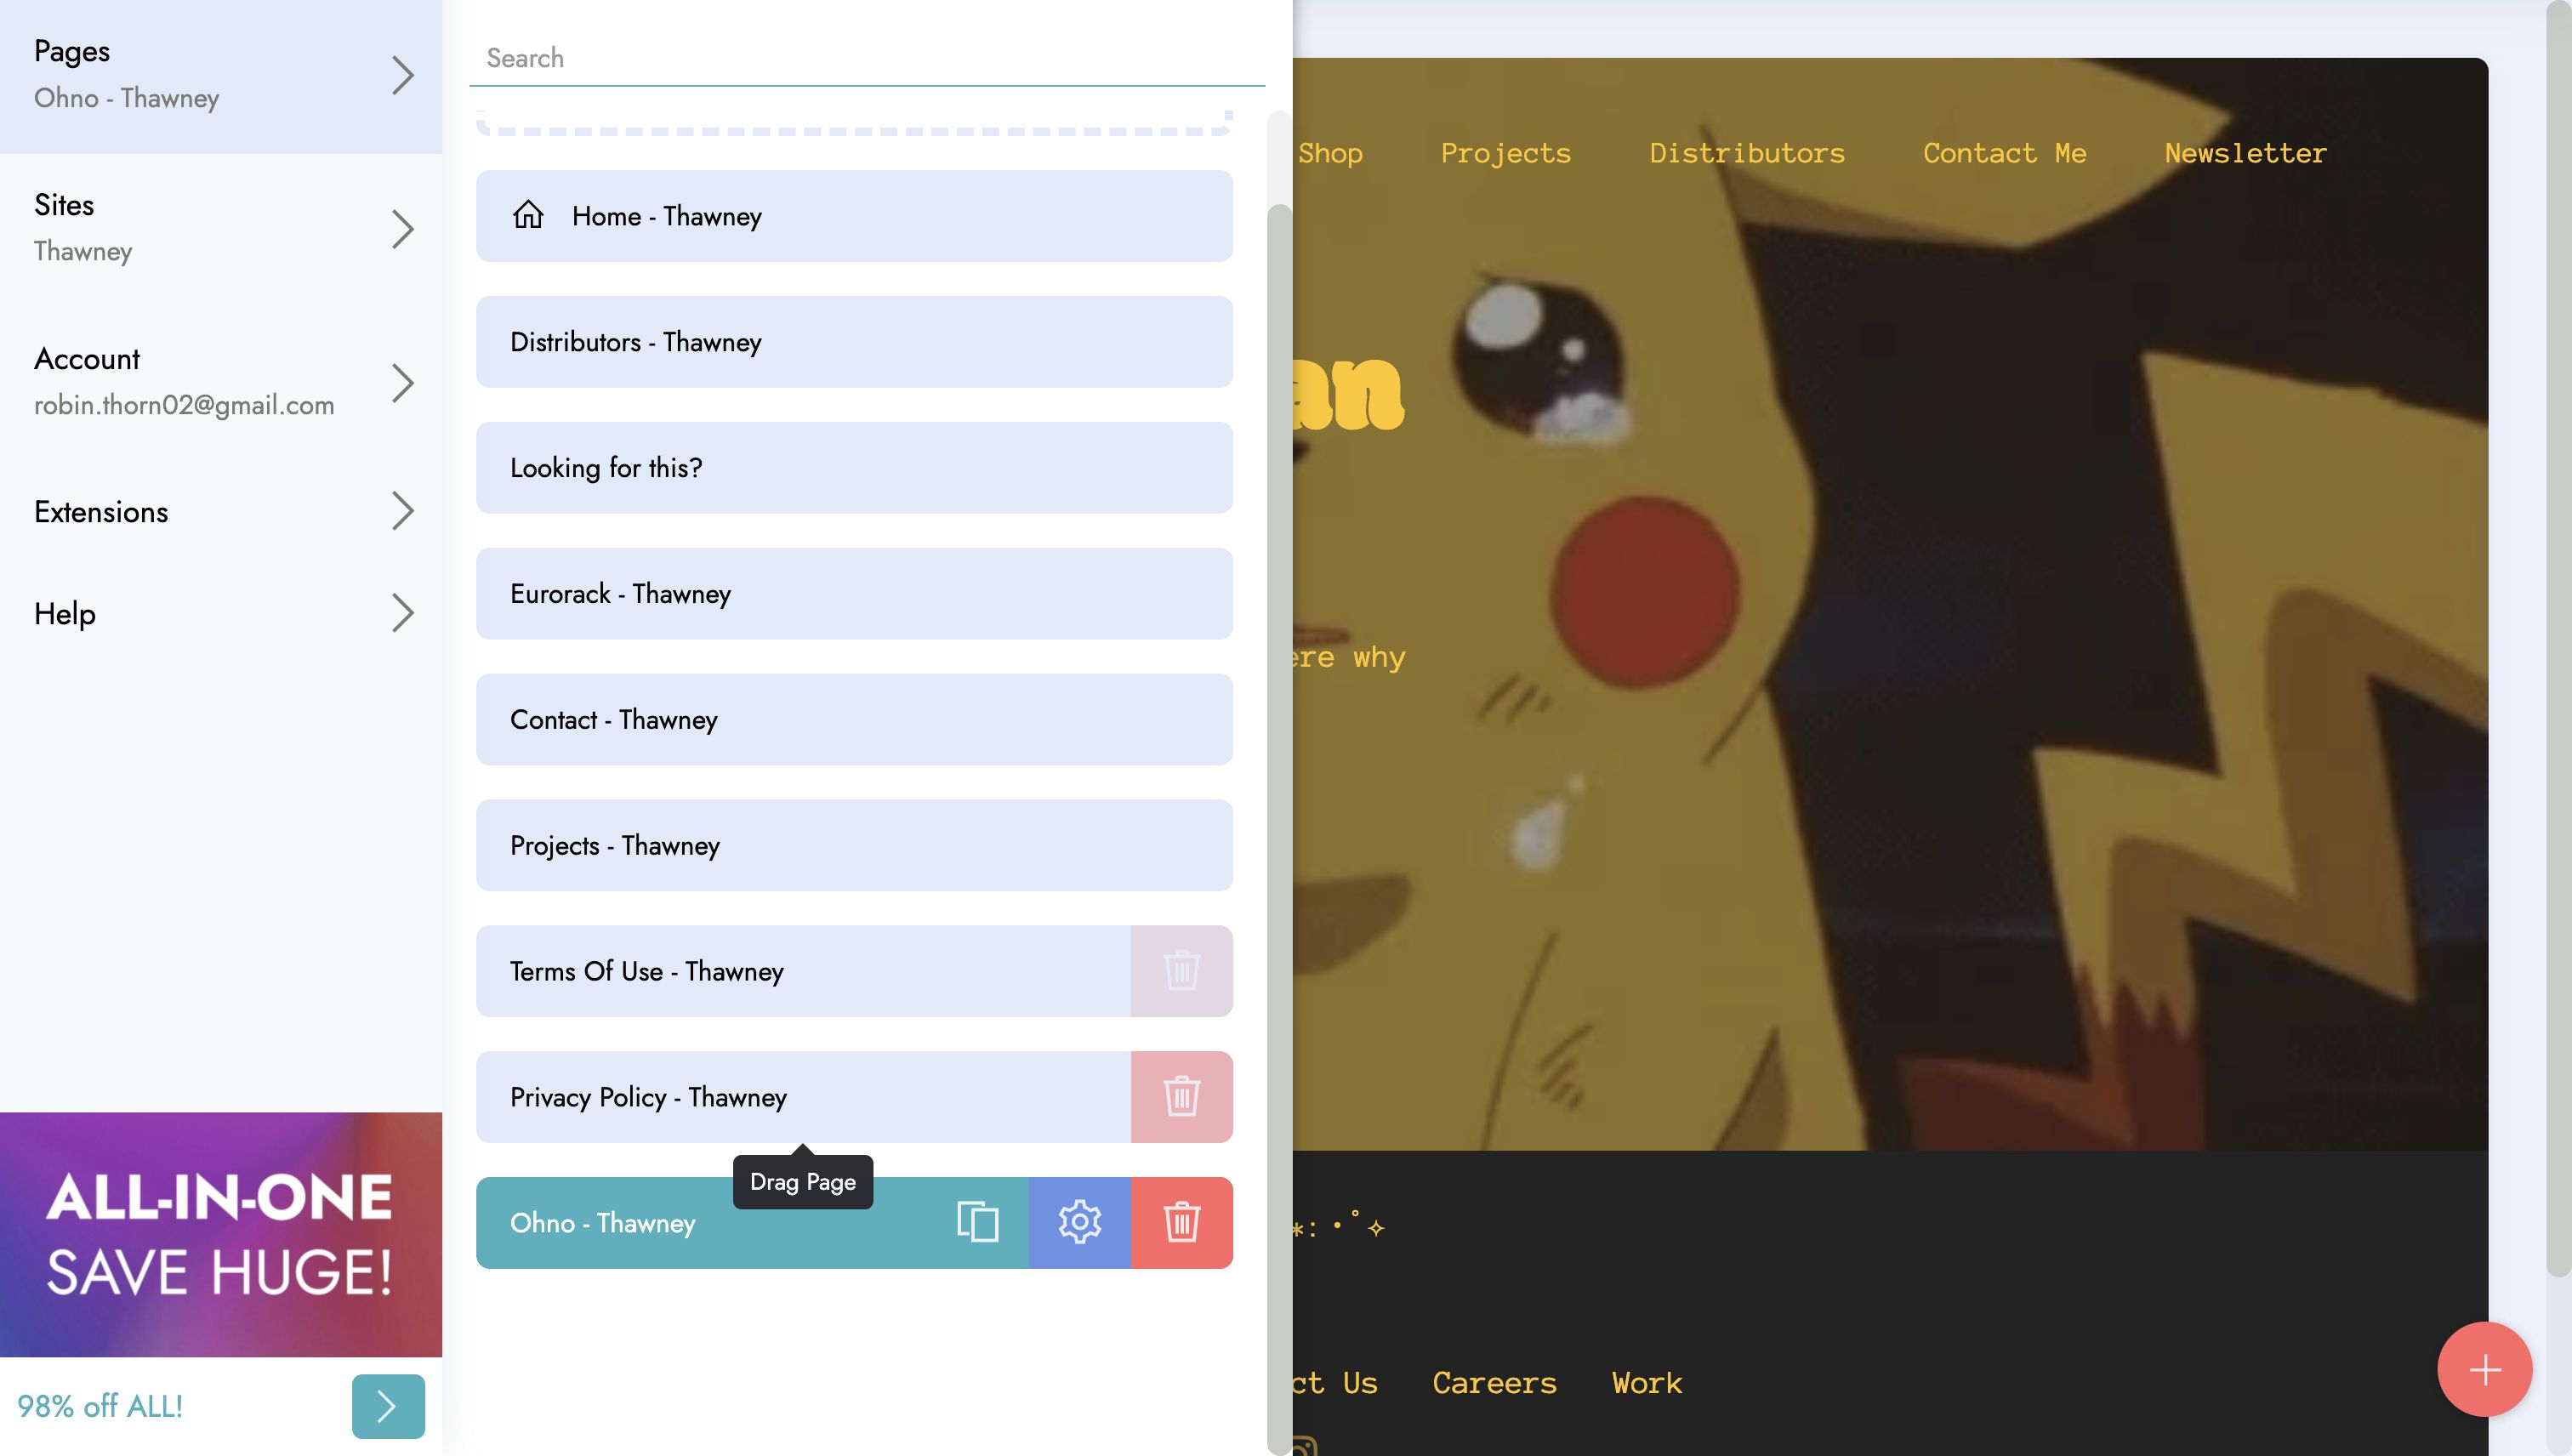 Pages
Ohno - Thawney
Sites
Thawney
Account
robin.thorn02@gmail.com
Extensions
Help
ALL-IN-ONE
SAVE HUGE!
98% off ALL!
Search
Home - Thawney
Distributors - Thawney
Looking for this?
Eurorack - Thawney
Contact - Thawney
Projects - Thawney
Terms Of Use - Thawney
Privacy Policy - Thawney
Drag Page
Ohno - Thawney
Shop Projects Distributors Contact Me Newsletter
an
ere why
*:･ﾟ✧
ct Us Careers Work